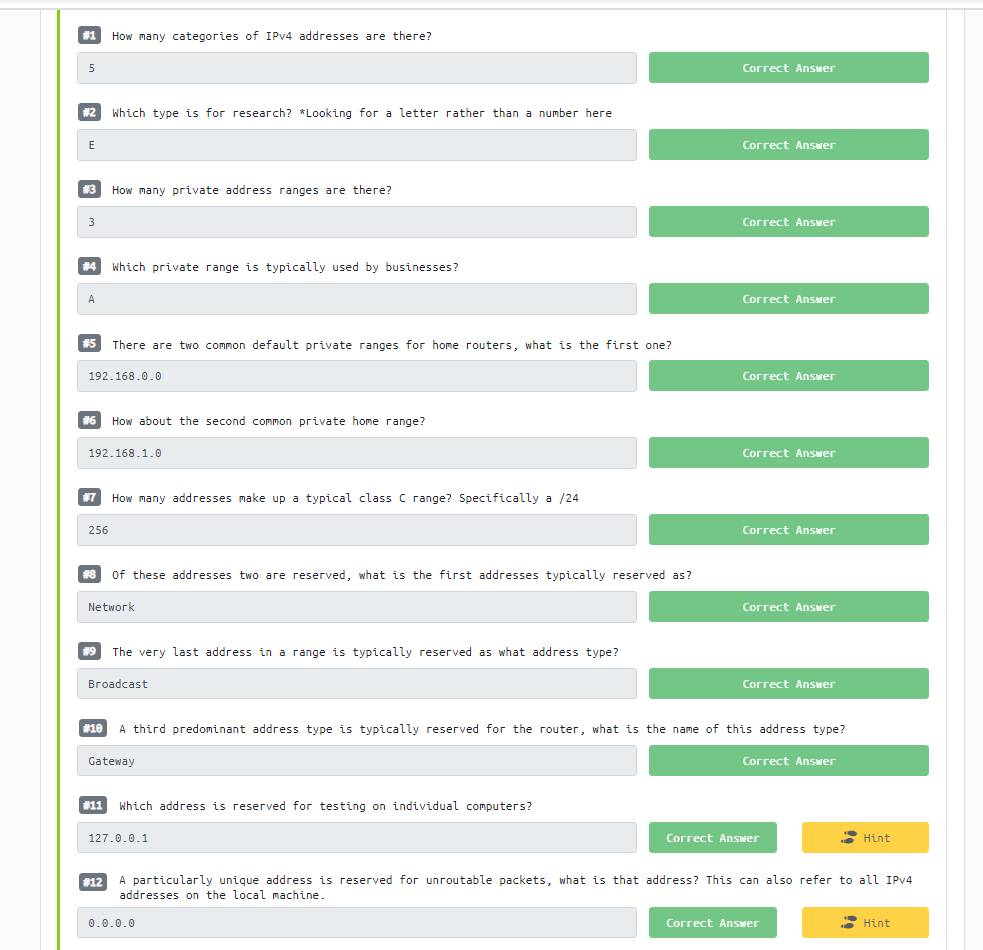 #1 How many categories of IPv4 addresses are there?
5 Correct Answer
#2 Which type is for research? *Looking for a letter rather than a number here
E Correct Answer
#3 How many private address ranges are there?
3 Correct Answer
#4 Which private range is typically used by businesses?
A Correct Answer
#5 There are two common default private ranges for home routers, what is the first one?
192.168.0.0 Correct Answer
#6 How about the second common private home range?
192.168.1.0 Correct Answer
#7 How many addresses make up a typical class C range? Specifically a /24
256 Correct Answer
#8 Of these addresses two are reserved, what is the first addresses typically reserved as?
Network Correct Answer
#9 The very last address in a range is typically reserved as what address type?
Broadcast Correct Answer
#10 A third predominant address type is typically reserved for the router, what is the name of this address type?
Gateway Correct Answer
#11 Which address is reserved for testing on individual computers?
127.0.0.1 Correct Answer Hint
#12 A particularly unique address is reserved for unroutable packets, what is that address? This can also refer to all IPv4
addresses on the local machine.
0.0.0.0 Correct Answer Hint